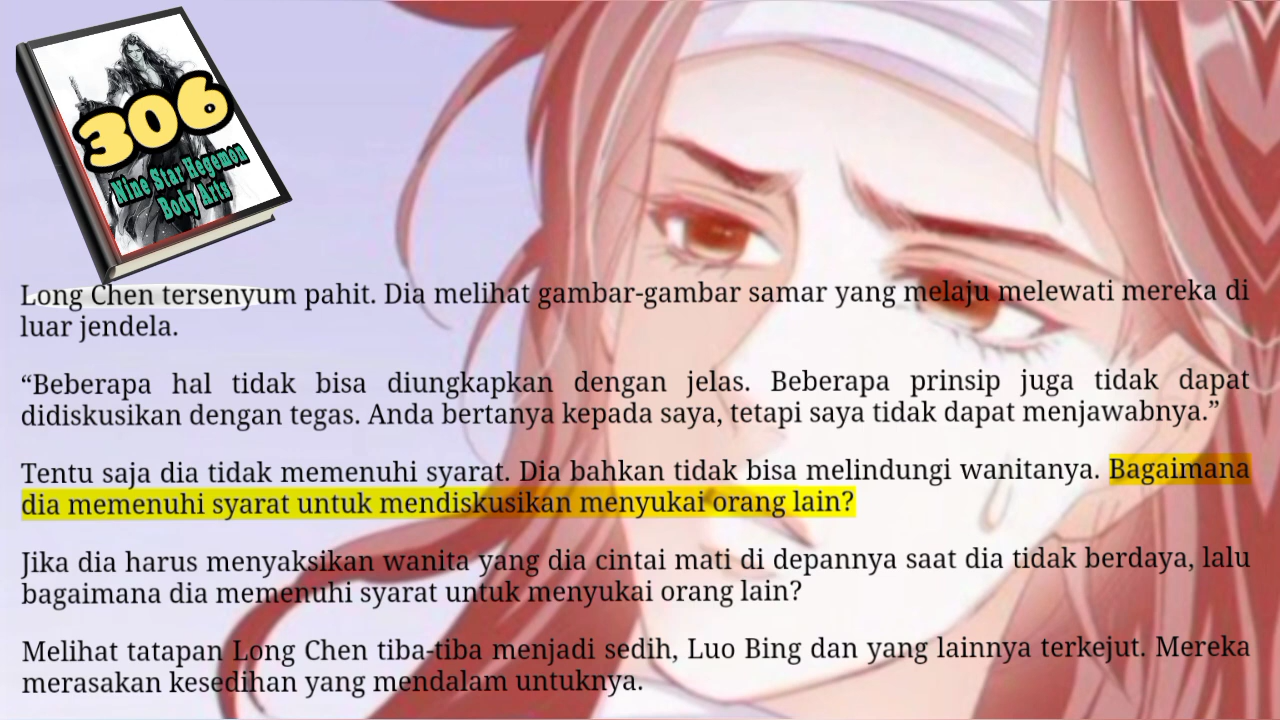 306
Nine Star Hegemon
Body Arts
Long Chen tersenyum pahit. Dia melihat gambar-gambar samar yang melaju melewati mereka di
luar jendela.
“Beberapa hal tidak bisa diungkapkan dengan jelas. Beberapa prinsip juga tidak dapat
didiskusikan dengan tegas. Anda bertanya kepada saya, tetapi saya tidak dapat menjawabnya.”
Tentu saja dia tidak memenuhi syarat. Dia bahkan tidak bisa melindungi wanitanya. Bagaimana
dia memenuhi syarat untuk mendiskusikan menyukai orang lain?
Jika dia harus menyaksikan wanita yang dia cintai mati di depannya saat dia tidak berdaya, lalu
bagaimana dia memenuhi syarat untuk menyukai orang lain?
Melihat tatapan Long Chen tiba-tiba menjadi sedih, Luo Bing dan yang lainnya terkejut. Mereka
merasakan kesedihan yang mendalam untuknya.